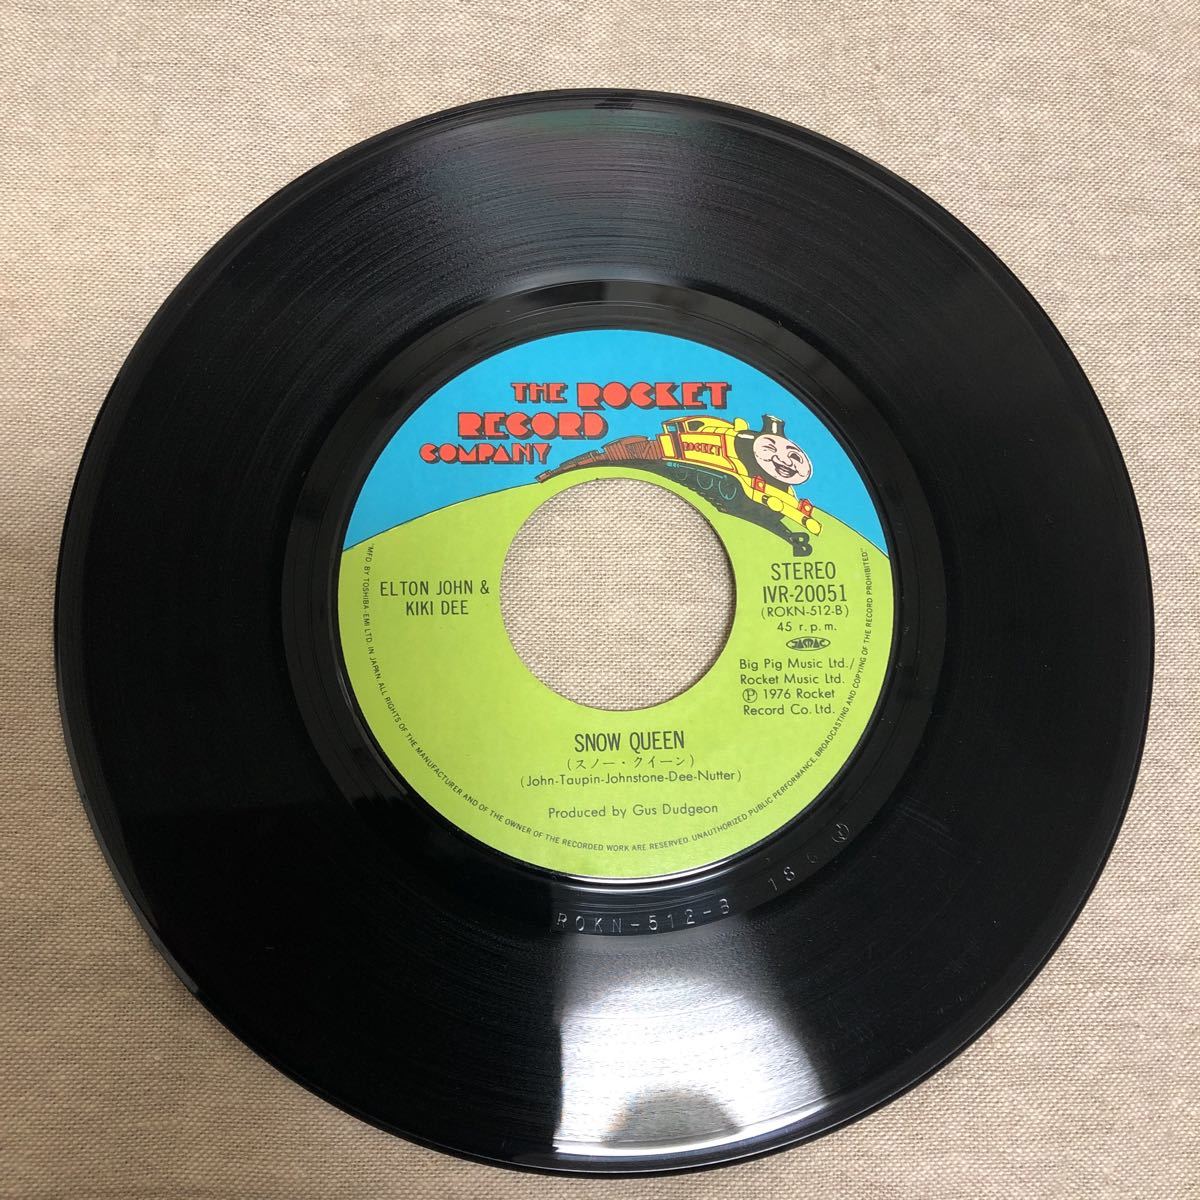 THE ROCKET
RECORD
COMPANY
ROCKET
B
ELTON JOHN &
KIKI DEE
STEREO
IVR-20051
(ROKN-512-B)
45 r.p.m.
Big Pig Music Ltd./
Rocket Music Ltd.
Ⓟ 1976 Rocket
Record Co. Ltd.
SNOW QUEEN
(スノー・クイーン)
(John-Taupin-Johnstone-Dee-Nutter)
Produced by Gus Dudgeon
"MFD. BY TOSHIBA-EMI LTD. IN JAPAN. ALL RIGHTS OF THE MANUFACTURER AND OF THE OWNER OF THE RECORDED WORK ARE RESERVED. UNAUTHORIZED PUBLIC PERFORMANCE, BROADCASTING AND COPYING OF THE RECORD PROHIBITED"
ROKN-512-B